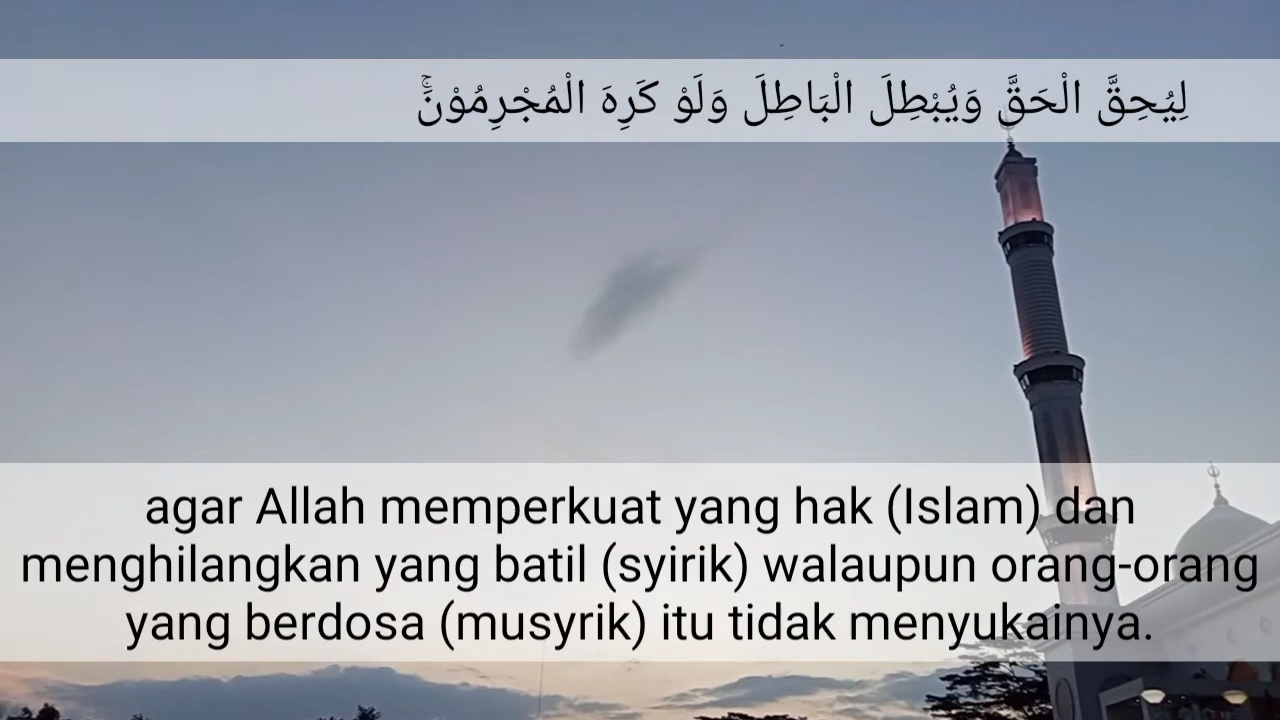 لِيُحِقَّ الْحَقَّ وَيُبْطِلَ الْبَاطِلَ وَلَوْ كَرِهَ الْمُجْرِمُوْنَۚ
agar Allah memperkuat yang hak (Islam) dan
menghilangkan yang batil (syirik) walaupun orang-orang
yang berdosa (musyrik) itu tidak menyukainya.